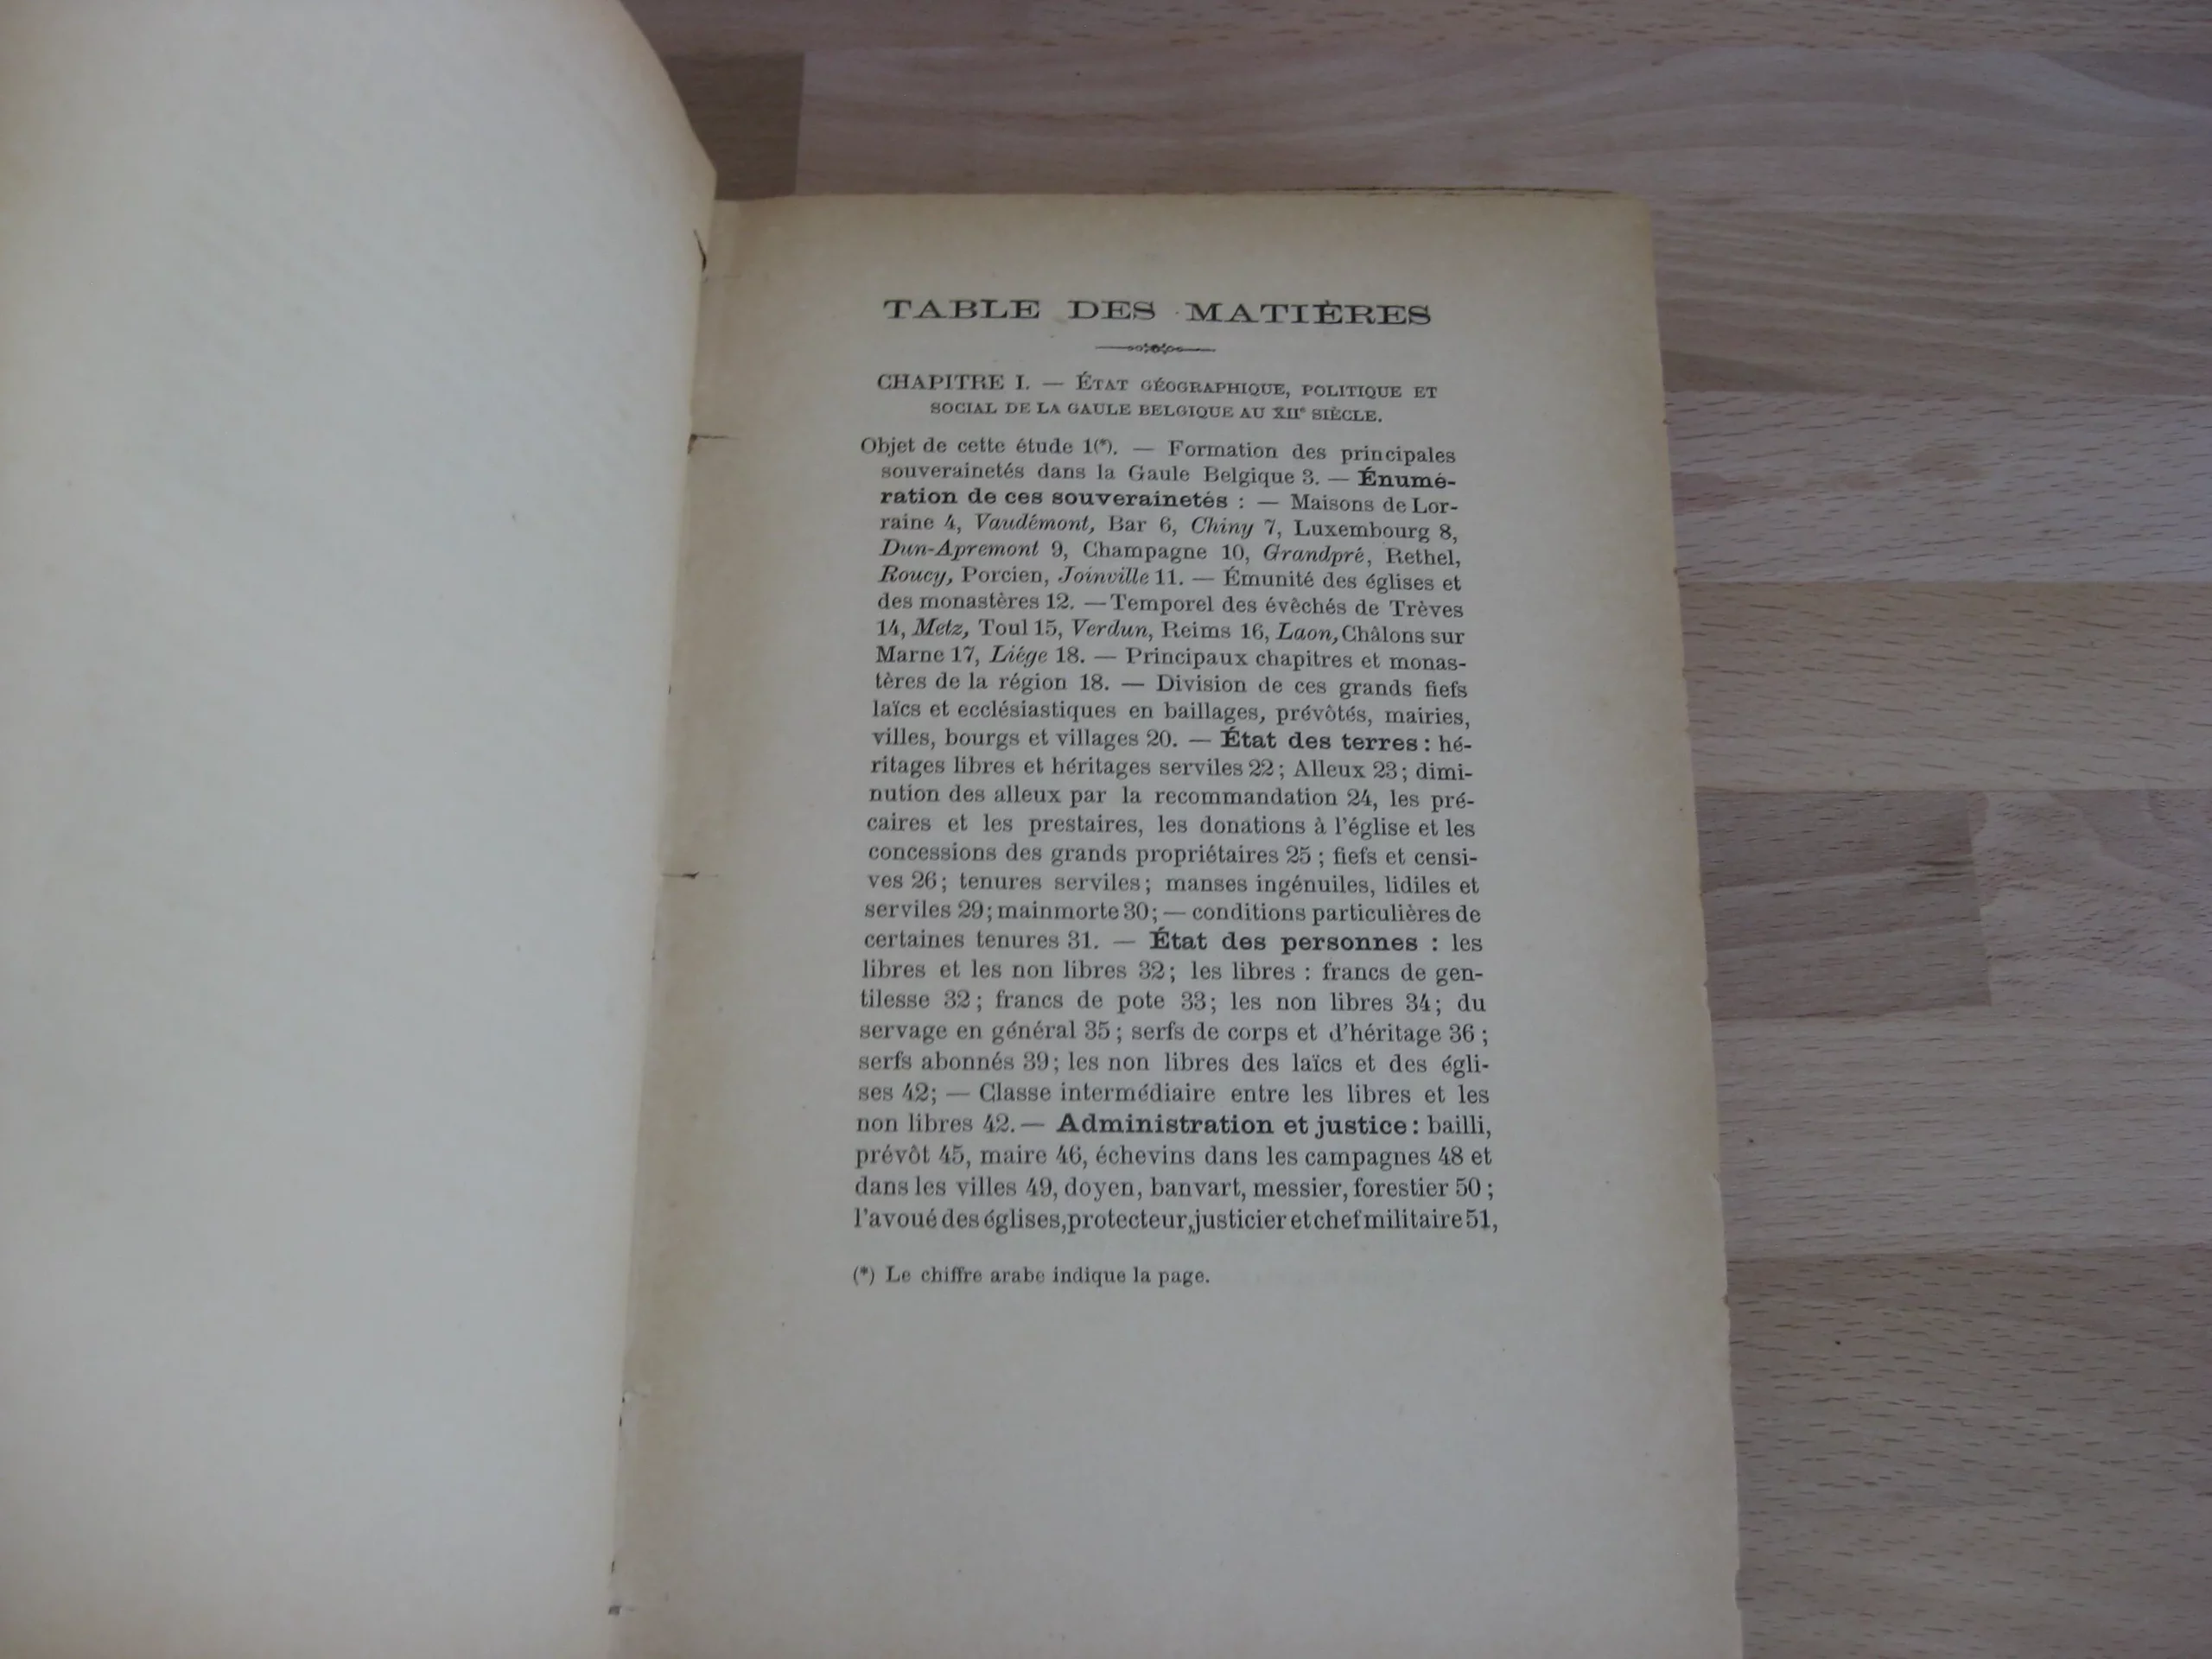 TABLE DES MATIÈRES
CHAPITRE I. — ÉTAT GÉOGRAPHIQUE, POLITIQUE ET
SOCIAL DE LA GAULE BELGIQUE AU XIIe SIÈCLE.
Objet de cette étude 1(*). — Formation des principales
souverainetés dans la Gaule Belgique 3. — Énumé-
ration de ces souverainetés : — Maisons de Lor-
raine 4, Vaudémont, Bar 6, Chiny 7, Luxembourg 8,
Dun-Apremont 9, Champagne 10, Grandpré, Rethel,
Roucy, Porcien, Joinville 11. — Émunité des églises et
des monastères 12. — Temporel des évêchés de Trèves
14, Metz, Toul 15, Verdun, Reims 16, Laon, Châlons sur
Marne 17, Liége 18. — Principaux chapitres et monas-
tères de la région 18. — Division de ces grands fiefs
laïcs et ecclésiastiques en baillages, prévôtés, mairies,
villes, bourgs et villages 20. — État des terres : hé-
ritages libres et héritages serviles 22 ; Alleux 23 ; dimi-
nution des alleux par la recommandation 24, les pré-
caires et les prestaires, les donations à l'église et les
concessions des grands propriétaires 25 ; fiefs et censi-
ves 26 ; tenures serviles ; manses ingénuiles, lidiles et
serviles 29 ; mainmorte 30 ; — conditions particulières de
certaines tenures 31. — État des personnes : les
libres et les non libres 32 ; les libres : francs de gen-
tilesse 32 ; francs de pote 33 ; les non libres 34 ; du
servage en général 35 ; serfs de corps et d'héritage 36 ;
serfs abonnés 39 ; les non libres des laïcs et des égli-
ses 42 ; — Classe intermédiaire entre les libres et les
non libres 42. — Administration et justice : bailli,
prévôt 45, maire 46, échevins dans les campagnes 48 et
dans les villes 49, doyen, banvart, messier, forestier 50 ;
l'avoué des églises, protecteur, justicier et chef militaire 51,
(*) Le chiffre arabe indique la page.